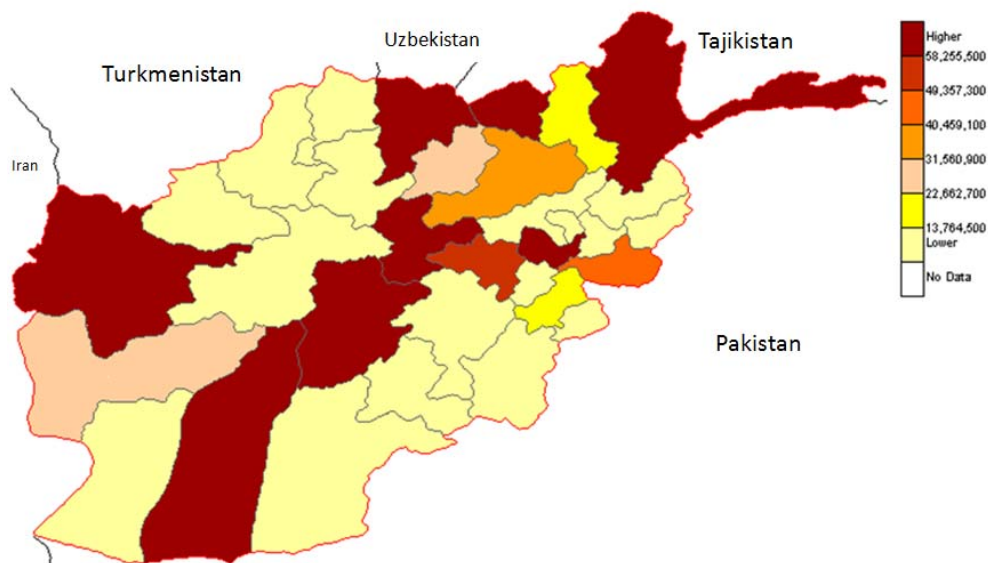 Uzbekistan
Tajikistan
Turkmenistan
Iran
Pakistan
Higher
58,255,500
49,357,300
40,459,100
31,560,900
22,662,700
13,764,500
Lower
No Data